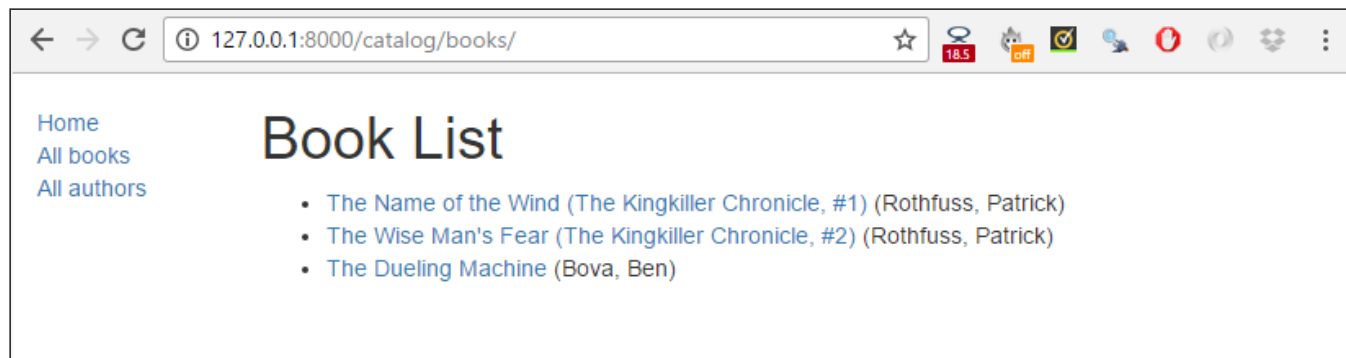 127.0.0.1:8000/catalog/books/
18.5
off
Home
All books
All authors
Book List
The Name of the Wind (The Kingkiller Chronicle, #1) (Rothfuss, Patrick)
The Wise Man's Fear (The Kingkiller Chronicle, #2) (Rothfuss, Patrick)
The Dueling Machine (Bova, Ben)